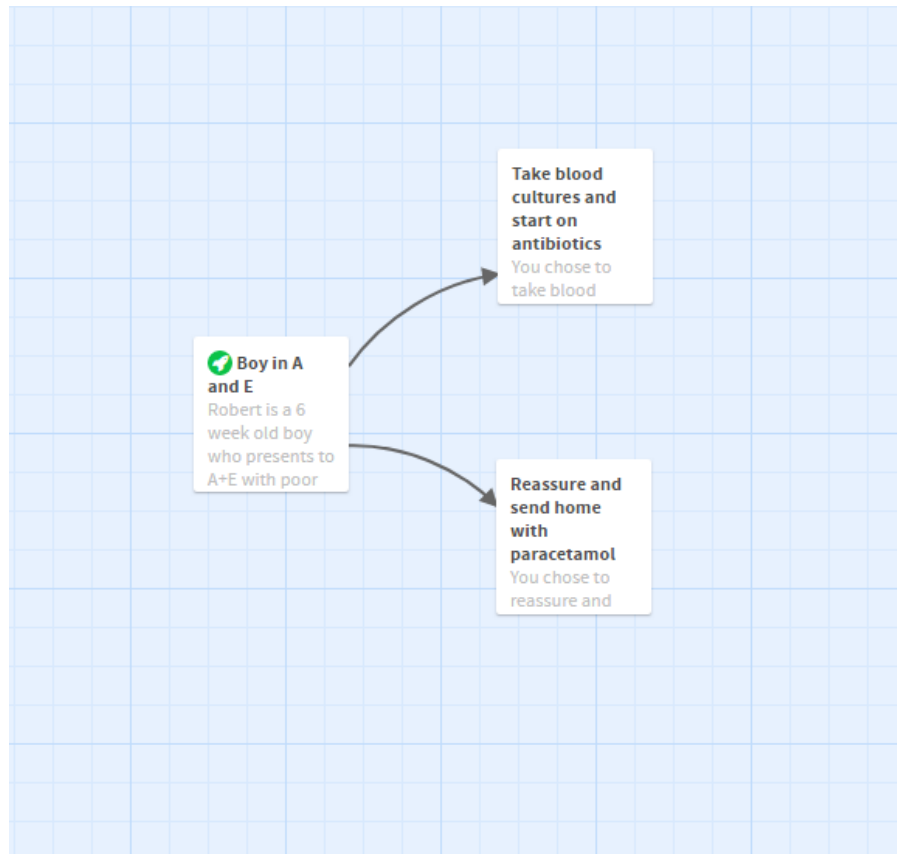 Take blood
cultures and
start on
antibiotics
You chose to
take blood
Boy in A
and E
Robert is a 6
week old boy
who presents to
A+E with poor
Reassure and
send home
with
paracetamol
You chose to
reassure and